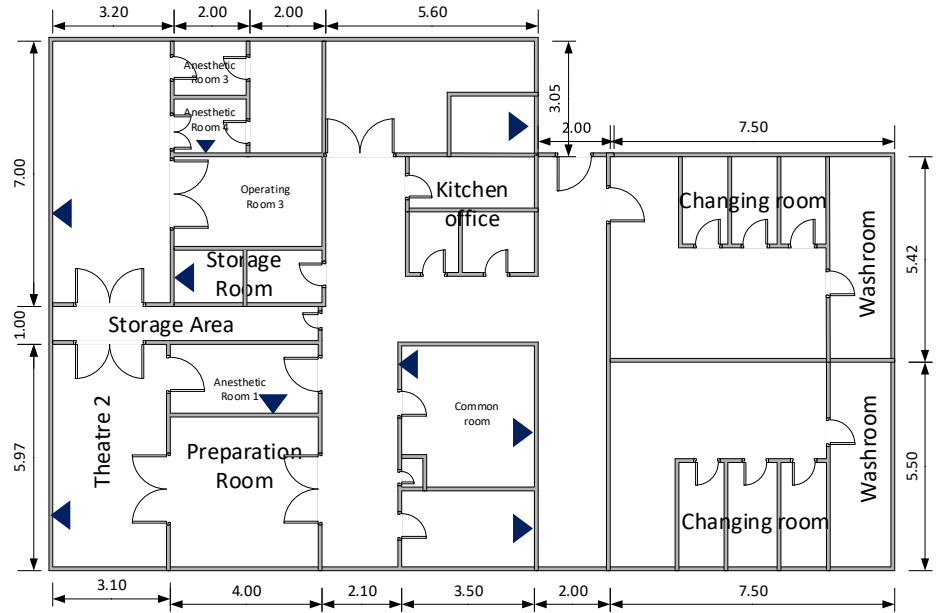 3.20
2.00
2.00
5.60
Anesthetic
Room 3
3.05
Anesthetic
Room 4
2.00
7.50
7.00
Operating
Room 3
Kitchen
office
Changing room
Washroom
5.42
Storage
Room
1.00
Storage Area
Anesthetic
Room 1
Common
room
Theatre 2
5.97
Preparation
Room
Washroom
5.50
Changing room
3.10
4.00
2.10
3.50
2.00
7.50